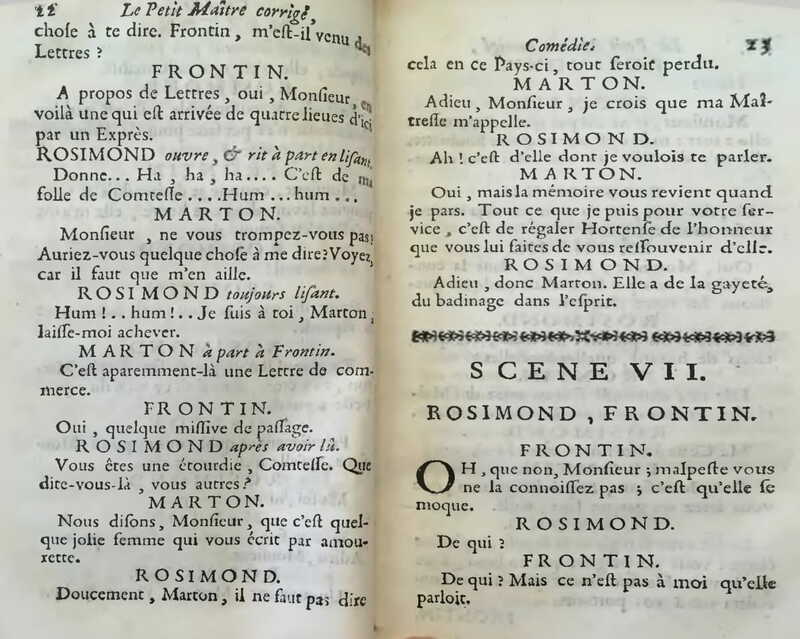 22 Le Petit Maître corrigé,
choſe à te dire. Frontin, m'eſt-il venu des
Lettres ?
FRONTIN.
A propos de Lettres, oui, Monſieur, en
voilà une qui eſt arrivée de quatre lieues d'ici
par un Exprès.
ROSIMOND ouvre, & rit à part en liſant.
Donne... Ha, ha, ha.... C'eſt de ma
folle de Comteſſe ....Hum ...hum ...
MARTON.
Monſieur, ne vous trompez-vous pas?
Auriez-vous quelque choſe à me dire? Voyez,
car il faut que m'en aille.
ROSIMOND toujours liſant.
Hum !.. hum !.. Je ſuis à toi, Marton,
laiſſe-moi achever.
MARTON à part à Frontin.
C'eſt aparemment-là une Lettre de com-
merce.
FRONTIN.
Oui, quelque miſſive de paſſage.
ROSIMOND après avoir lû.
Vous êtes une étourdie, Comteſſe. Que
dite-vous-là, vous autres ?
MARTON.
Nous diſons, Monſieur, que c'eſt quel-
que jolie femme qui vous écrit par amou-
rette.
ROSIMOND.
Doucement, Marton, il ne faut pas dire
Comédie. 23
cela en ce Pays-ci, tout ſeroit perdu.
MARTON.
Adieu, Monſieur, je crois que ma Maî-
treſſe m'appelle.
ROSIMOND.
Ah ! c'eſt d'elle dont je voulois te parler.
MARTON.
Oui, mais la mémoire vous revient quand
je pars. Tout ce que je puis pour votre ſer-
vice, c'eſt de régaler Hortenſe de l'honneur
que vous lui faites de vous reſſouvenir d'elle.
ROSIMOND.
Adieu, donc Marton. Elle a de la gayeté,
du badinage dans l'eſprit.
SCENE VII.
ROSIMOND, FRONTIN.
FRONTIN.
OH, que non, Monſieur ; malpeſte vous
ne la connoiſſez pas ; c'eſt qu'elle ſe
moque.
ROSIMOND.
De qui ?
FRONTIN.
De qui ? Mais ce n'eſt pas à moi qu'elle
parloit.